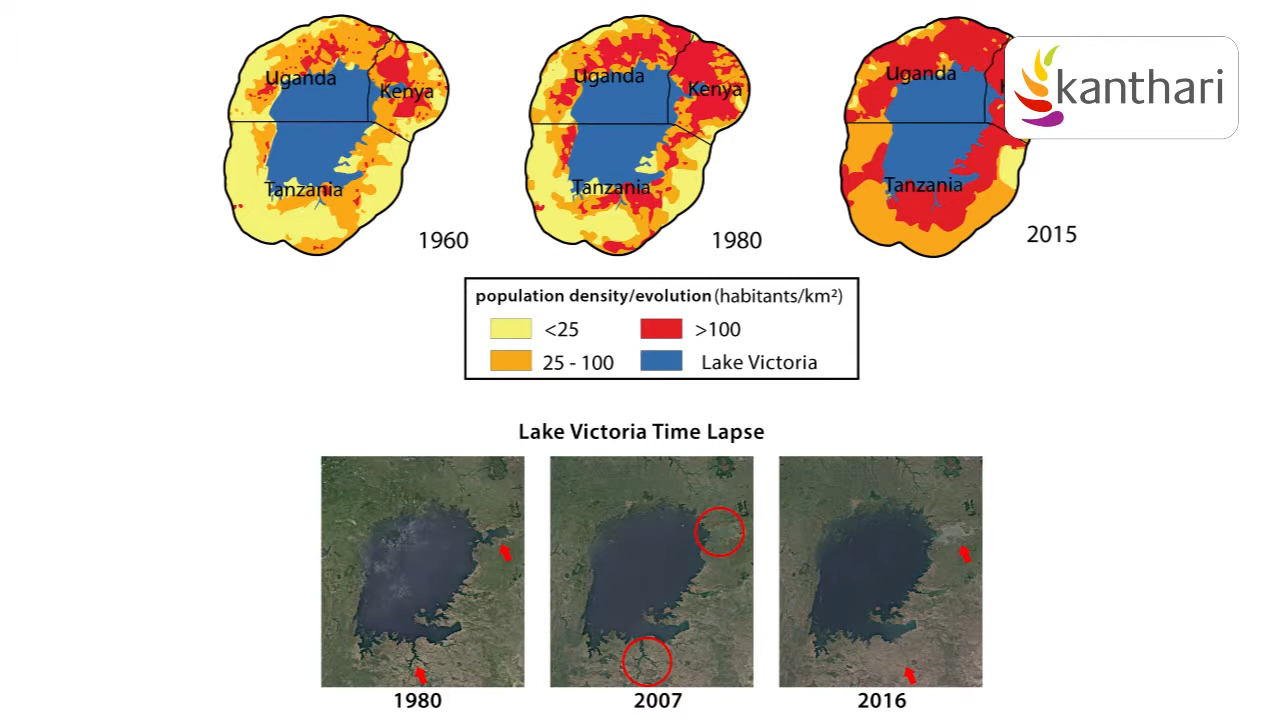 Uganda
Kenya
Tanzania
1960
Uganda
Kenya
Tanzania
1980
Uganda
Tanzania
2015
kanthari
population density/evolution (habitants/km²)
<25
>100
25 - 100
Lake Victoria
Lake Victoria Time Lapse
1980
2007
2016